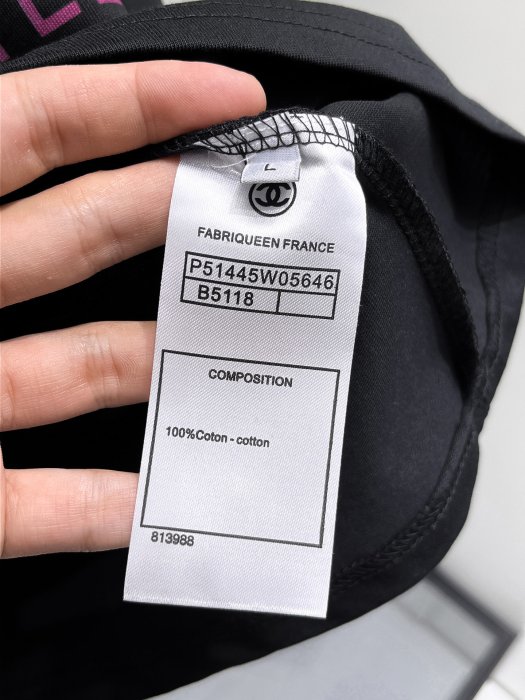 L
FABRIQUEEN FRANCE
P51445W05646
B5118
COMPOSITION
100%Coton - cotton
813988